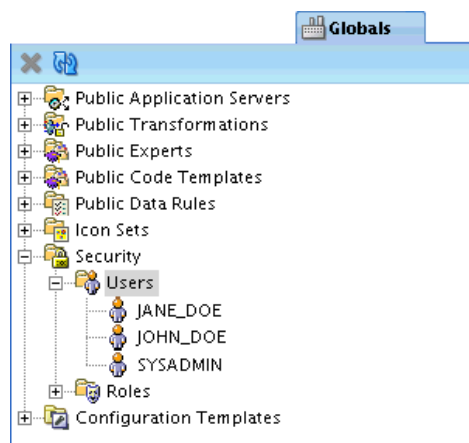 Globals
Public Application Servers
Public Transformations
Public Experts
Public Code Templates
Public Data Rules
Icon Sets
Security
Users
JANE_DOE
JOHN_DOE
SYSADMIN
Roles
Configuration Templates